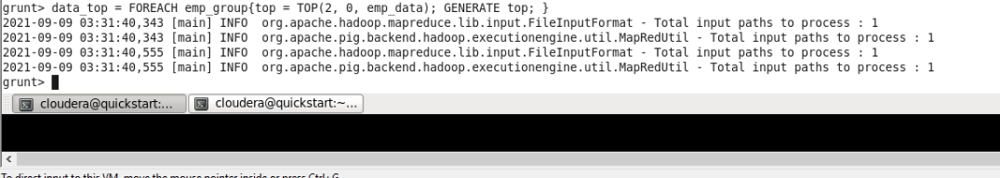 grunt> data_top = FOREACH emp_group{top = TOP(2, 0, emp_data); GENERATE top; }
2021-09-09 03:31:40,343 [main] INFO  org.apache.hadoop.mapreduce.lib.input.FileInputFormat - Total input paths to process : 1
2021-09-09 03:31:40,343 [main] INFO  org.apache.pig.backend.hadoop.executionengine.util.MapRedUtil - Total input paths to process : 1
2021-09-09 03:31:40,555 [main] INFO  org.apache.hadoop.mapreduce.lib.input.FileInputFormat - Total input paths to process : 1
2021-09-09 03:31:40,555 [main] INFO  org.apache.pig.backend.hadoop.executionengine.util.MapRedUtil - Total input paths to process : 1
grunt>
cloudera@quickstart:... cloudera@quickstart:~...
To direct input to this VM, move the mouse pointer inside or press Ctrl+G.